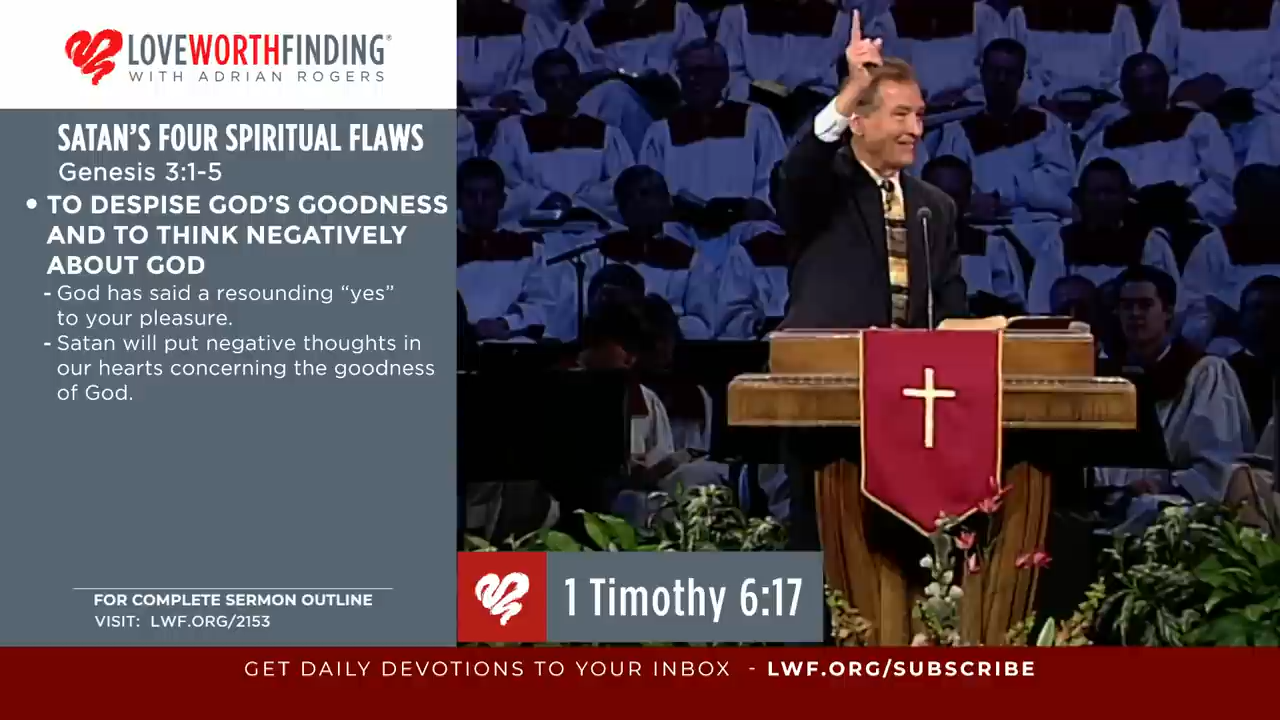 LOVEWORTHFINDING®
WITH ADRIAN ROGERS
SATAN'S FOUR SPIRITUAL FLAWS
Genesis 3:1-5
• TO DESPISE GOD'S GOODNESS
AND TO THINK NEGATIVELY
ABOUT GOD
- God has said a resounding “yes”
to your pleasure.
- Satan will put negative thoughts in
our hearts concerning the goodness
of God.
FOR COMPLETE SERMON OUTLINE
VISIT: LWF.ORG/2153
1 Timothy 6:17
GET DAILY DEVOTIONS TO YOUR INBOX - LWF.ORG/SUBSCRIBE